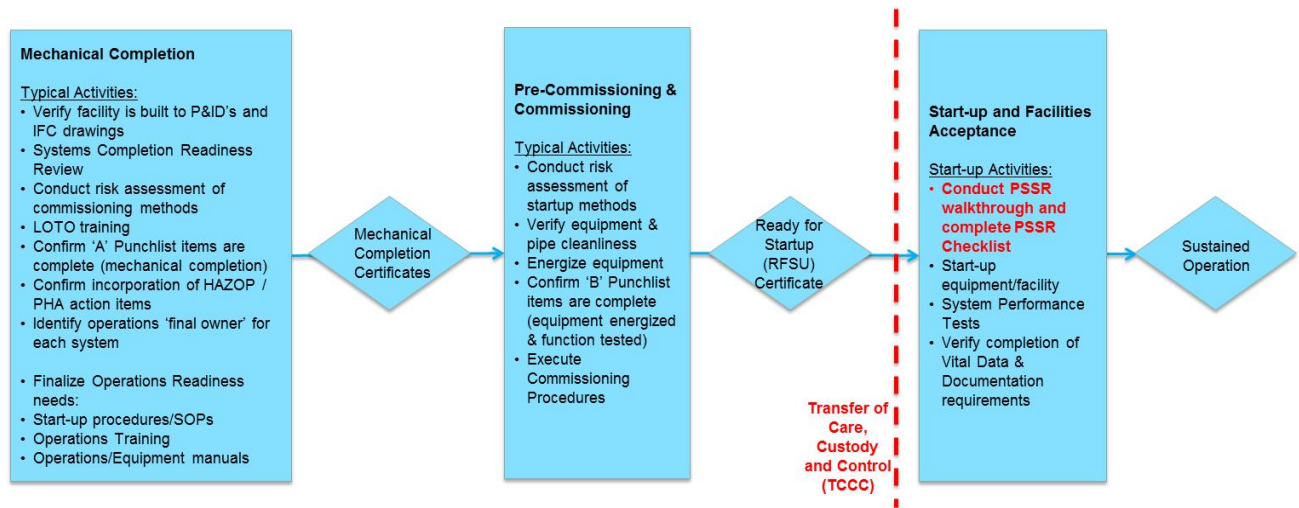 Mechanical Completion
Typical Activities:
• Verify facility is built to P&ID's and
IFC drawings
• Systems Completion Readiness
Review
• Conduct risk assessment of
commissioning methods
• LOTO training
• Confirm 'A' Punchlist items are
complete (mechanical completion)
• Confirm incorporation of HAZOP /
PHA action items
• Identify operations 'final owner' for
each system
• Finalize Operations Readiness
needs:
• Start-up procedures/SOPs
• Operations Training
• Operations/Equipment manuals
Mechanical
Completion
Certificates
Pre-Commissioning &
Commissioning
Typical Activities:
• Conduct risk
assessment of
startup methods
• Verify equipment &
pipe cleanliness
• Energize equipment
• Confirm 'B' Punchlist
items are complete
(equipment energized
& function tested)
• Execute
Commissioning
Procedures
Ready for
Startup
(RFSU)
Certificate
Transfer of
Care,
Custody
and Control
(TCCC)
Start-up and Facilities
Acceptance
Start-up Activities:
• Conduct PSSR
walkthrough and
complete PSSR
Checklist
• Start-up
equipment/facility
• System Performance
Tests
• Verify completion of
Vital Data &
Documentation
requirements
Sustained
Operation